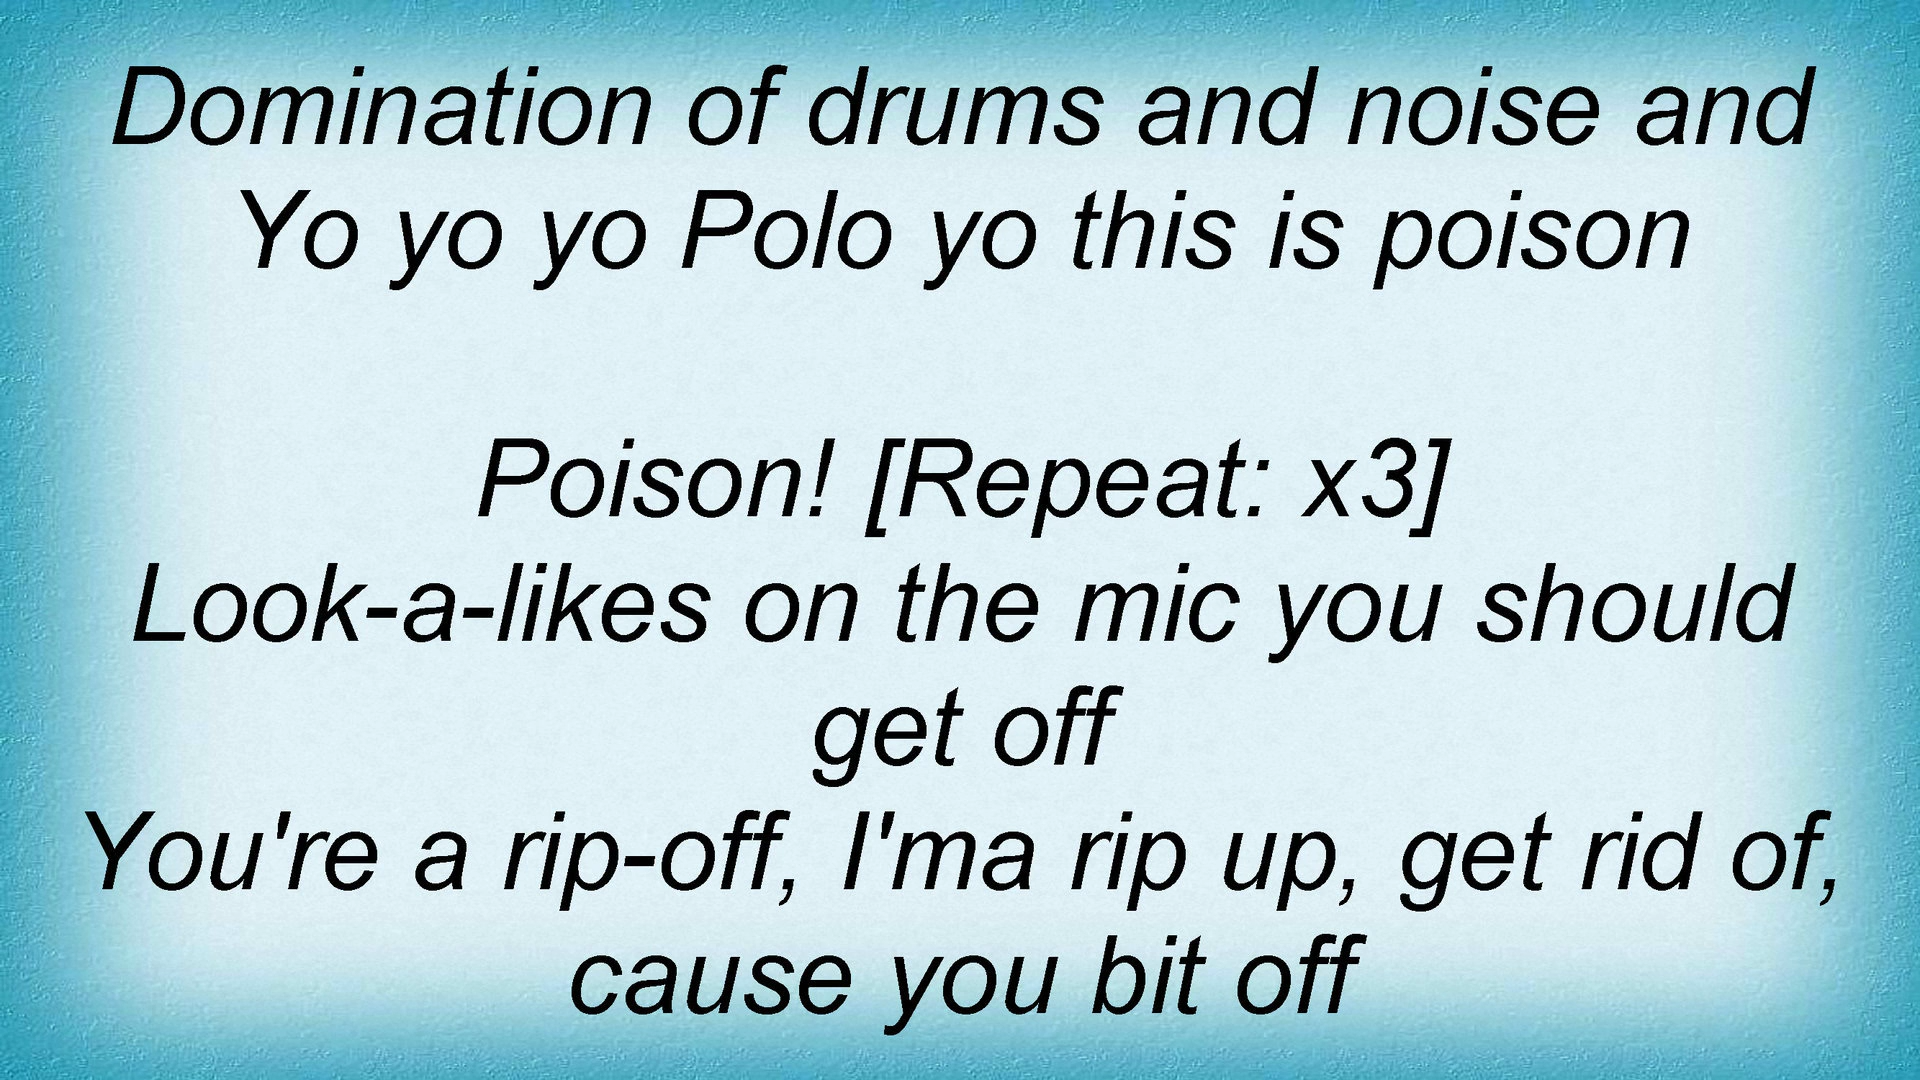 Domination of drums and noise and
Yo yo yo Polo yo this is poison
Poison! [Repeat: x3]
Look-a-likes on the mic you should
get off
You're a rip-off, I'ma rip up, get rid of,
cause you bit off